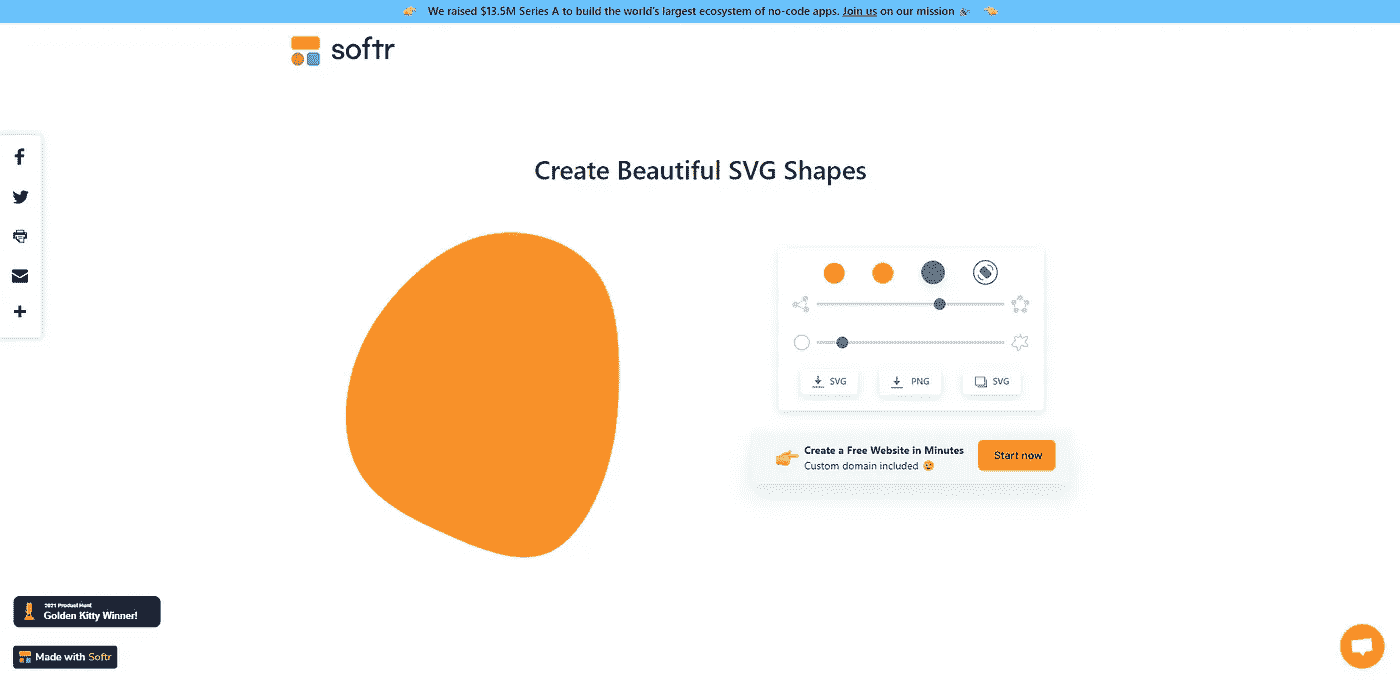 We raised $13.5M Series A to build the world's largest ecosystem of no-code apps. Join us on our mission
softr
Create Beautiful SVG Shapes
SVG
PNG
SVG
Create a Free Website in Minutes
Custom domain included
Start now
2021 Product Hunt
Golden Kitty Winner!
Made with Softr